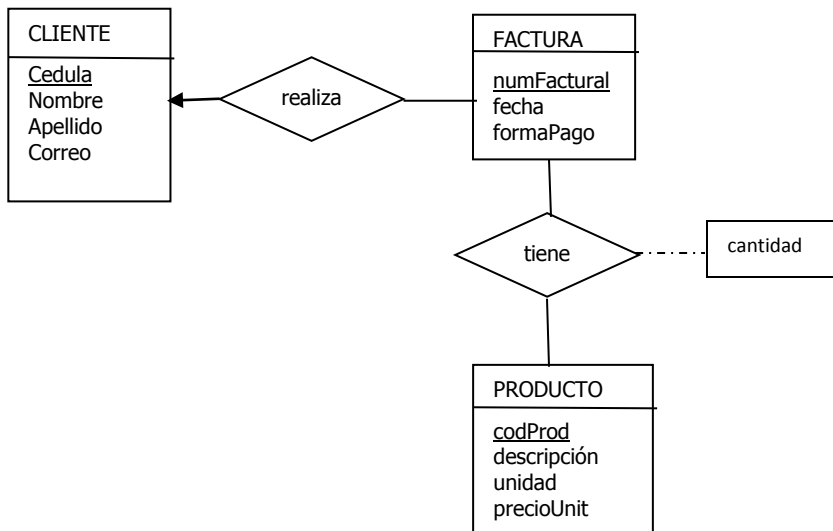 CLIENTE
Cedula
Nombre
Apellido
Correo
realiza
FACTURA
numFactural
fecha
formaPago
tiene
cantidad
PRODUCTO
codProd
descripción
unidad
precioUnit